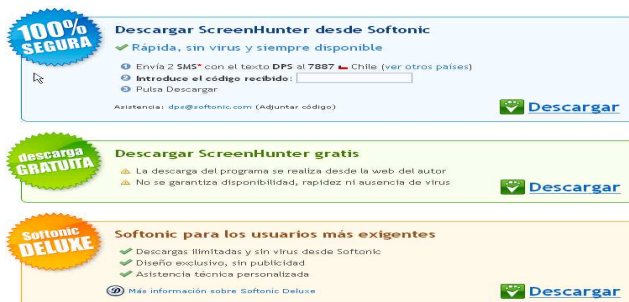 100%
SEGURA
Descargar ScreenHunter desde Softonic
Rápida, sin virus y siempre disponible
1 Envía 2 SMS* con el texto DPS al 7887 Chile (ver otros países)
2 Introduce el código recibido:
3 Pulsa Descargar
Asistencia: dps@softonic.com (Adjuntar código)
Descargar
descarga
GRATUITA
Descargar ScreenHunter gratis
La descarga del programa se realiza desde la web del autor
No se garantiza disponibilidad, rapidez ni ausencia de virus
Descargar
Softonic
DELUXE
Softonic para los usuarios más exigentes
Descargas ilimitadas y sin virus desde Softonic
Diseño exclusivo, sin publicidad
Asistencia técnica personalizada
D Más información sobre Softonic Deluxe
Descargar